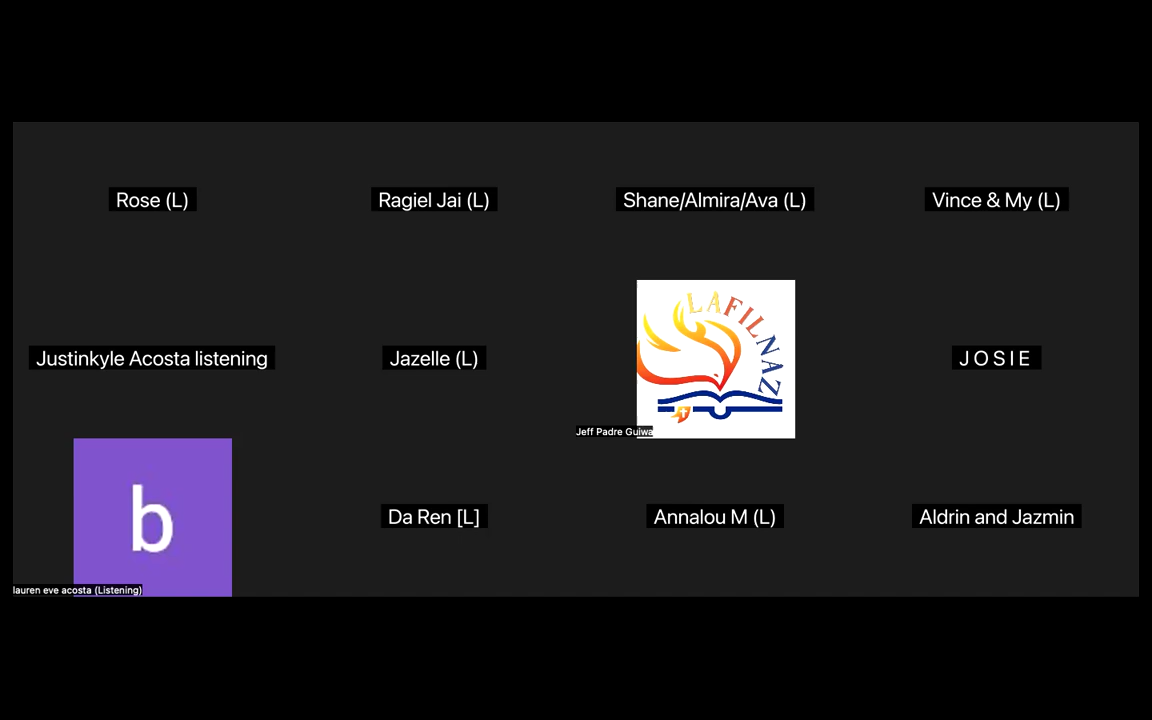 Rose (L)
Ragiel Jai (L)
Shane/Almira/Ava (L)
Vince & My (L)
Justinkyle Acosta listening
Jazelle (L)
LAFILNAZ
Jeff Padre Guiwa
J O S I E
b
lauren eve acosta (Listening)
Da Ren [L]
Annalou M (L)
Aldrin and Jazmin